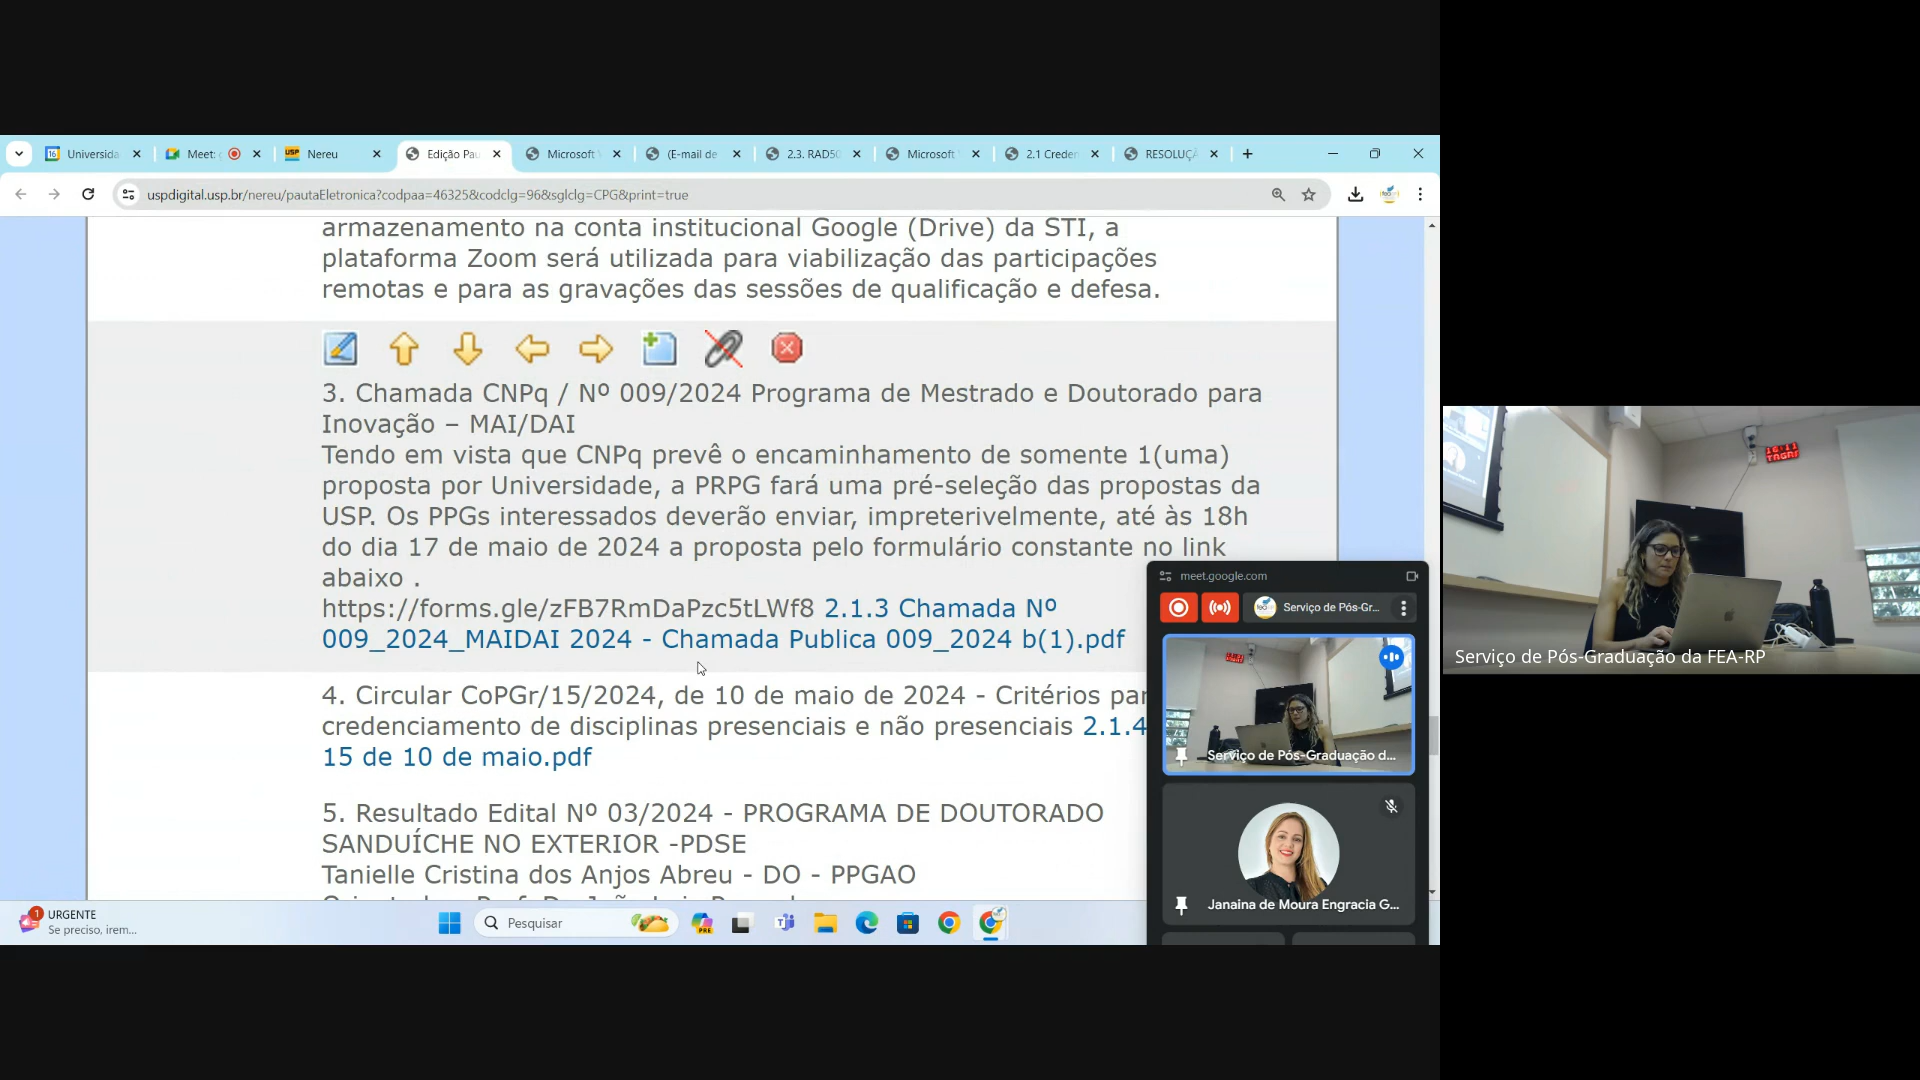 Universida
Meet:
Nereu
Edição Pau
Microsoft
(E-mail de
2.3. RAD50
Microsoft
2.1 Creden
RESOLUÇÃ
uspdigital.usp.br/nereu/pautaEletronica?codpaa=46325&codclg=96&sglclg=CPG&print=true
armazenamento na conta institucional Google (Drive) da STI, a
plataforma Zoom será utilizada para viabilização das participações
remotas e para as gravações das sessões de qualificação e defesa.
3. Chamada CNPq / Nº 009/2024 Programa de Mestrado e Doutorado para
Inovação – MAI/DAI
Tendo em vista que CNPq prevê o encaminhamento de somente 1(uma)
proposta por Universidade, a PRPG fará uma pré-seleção das propostas da
USP. Os PPGs interessados deverão enviar, impreterivelmente, até às 18h
do dia 17 de maio de 2024 a proposta pelo formulário constante no link
abaixo .
https://forms.gle/zFB7RmDaPzc5tLWf8 2.1.3 Chamada Nº
009_2024_MAIDAI 2024 - Chamada Publica 009_2024 b(1).pdf
4. Circular CoPGr/15/2024, de 10 de maio de 2024 - Critérios par
credenciamento de disciplinas presenciais e não presenciais 2.1.4
15 de 10 de maio.pdf
5. Resultado Edital Nº 03/2024 - PROGRAMA DE DOUTORADO
SANDUÍCHE NO EXTERIOR -PDSE
Tanielle Cristina dos Anjos Abreu - DO - PPGAO
meet.google.com
Serviço de Pós-Gr...
Serviço de Pós-Graduação d...
Janaina de Moura Engracia G...
1
URGENTE
Se preciso, irem...
Pesquisar
PRE
Serviço de Pós-Graduação da FEA-RP